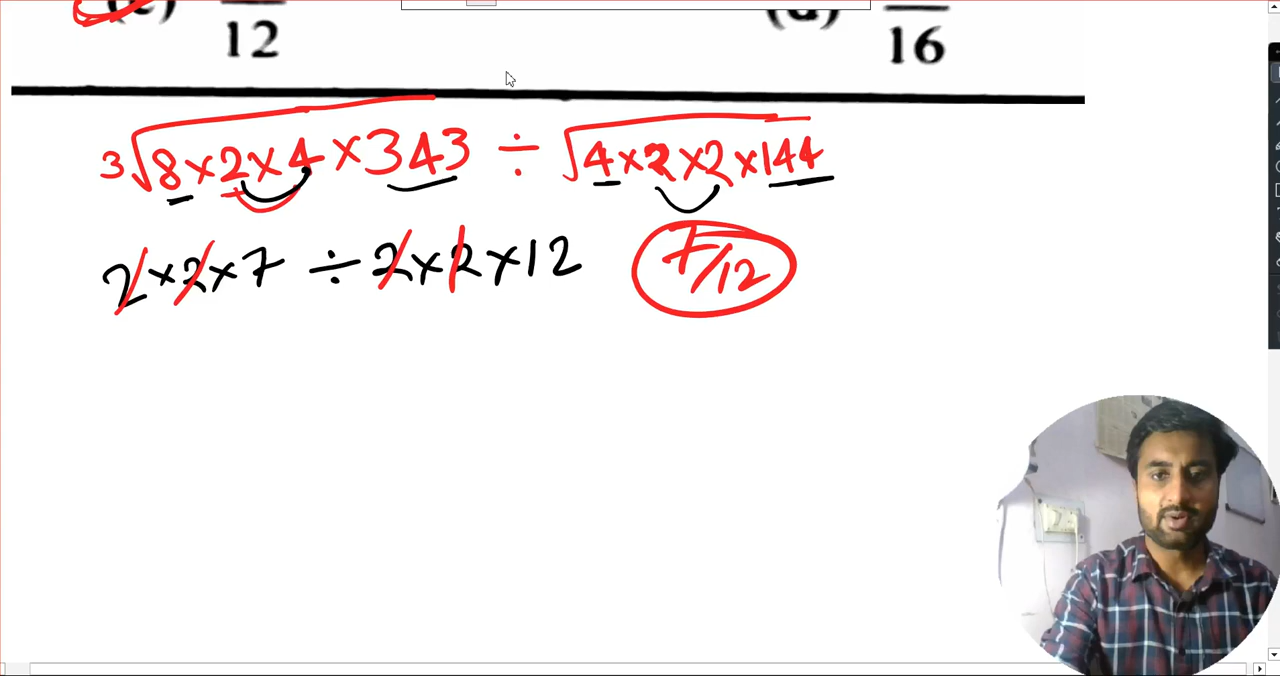 (c) 12
(d) 16
3√8×2×4×343 ÷ √4×2×2×144
2×2×7 ÷ 2×2×12 7/12